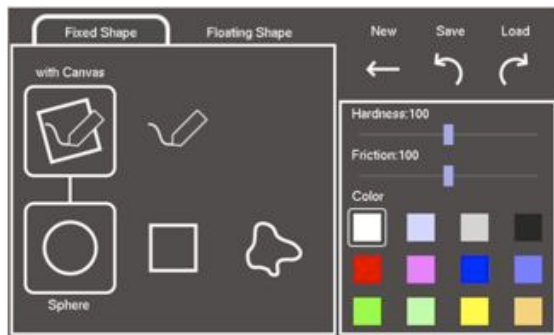 Fixed Shape
Floating Shape
New
Save
Load
with Canvas
Hardness:100
Friction:100
Color
Sphere